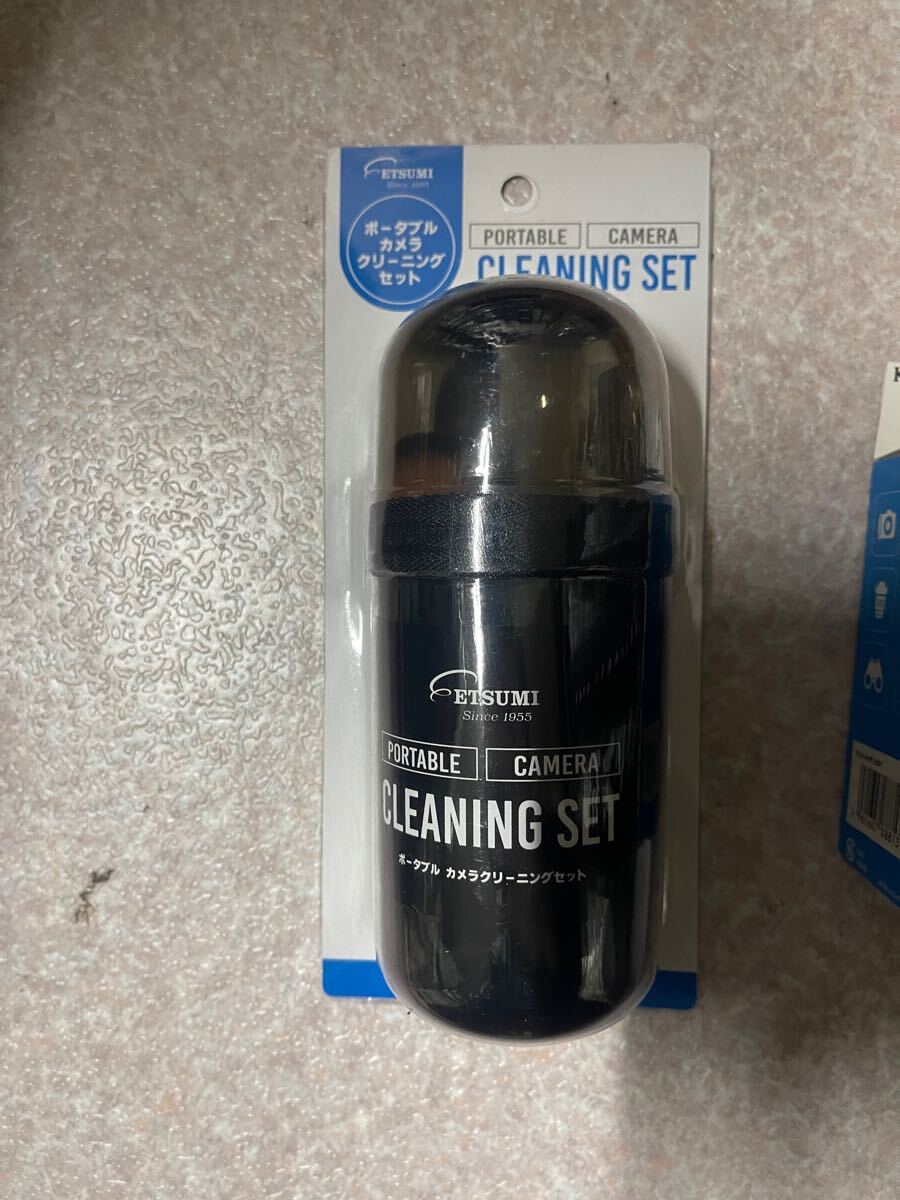 ETSUMI
Since 1955
ポータブル
カメラ
クリーニング
セット
PORTABLE CAMERA
CLEANING SET
ETSUMI
Since 1955
PORTABLE CAMERA
CLEANING SET
ポータブル カメラクリーニングセット
K